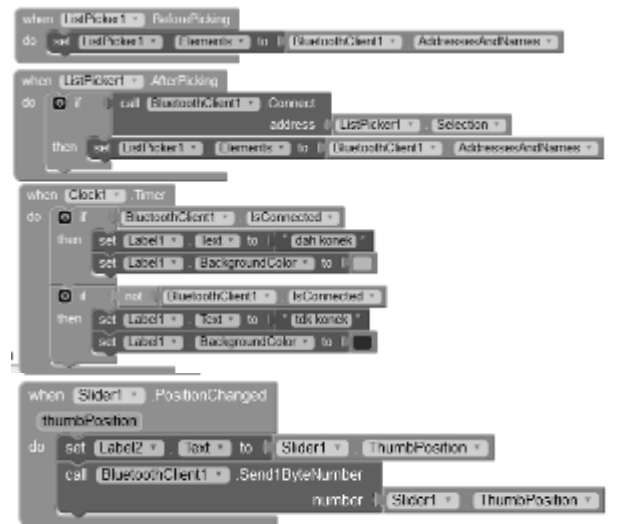 when ListPicker1 .BeforePicking
do set ListPicker1 . Elements to BluetoothClient1 . AddressesAndNames
when ListPicker1 .AfterPicking
do if call BluetoothClient1 .Connect
address ListPicker1 . Selection
then set ListPicker1 . Elements to BluetoothClient1 . AddressesAndNames
when Clock1 .Timer
do if BluetoothClient1 . IsConnected
then set Label1 . Text to " dah konek "
set Label1 . BackgroundColor to
if not BluetoothClient1 . IsConnected
then set Label1 . Text to " tdk konek "
set Label1 . BackgroundColor to
when Slider1 .PositionChanged
thumbPosition
do set Label2 . Text to Slider1 . ThumbPosition
call BluetoothClient1 .Send1ByteNumber
number Slider1 . ThumbPosition